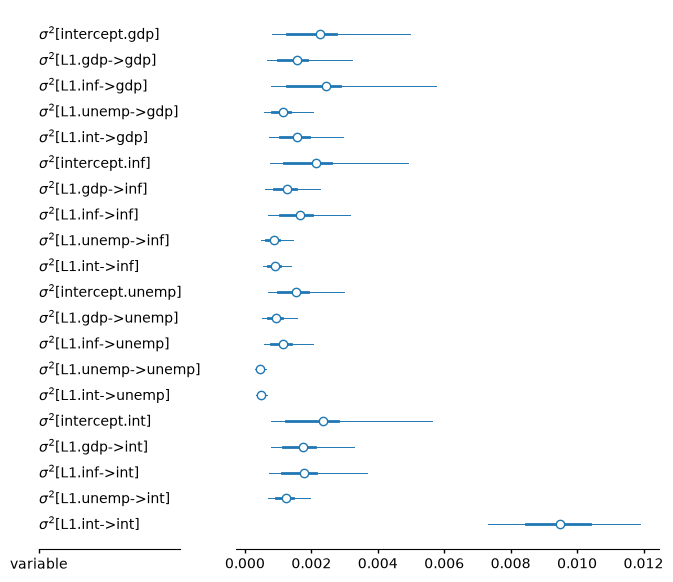 σ²[intercept.gdp]
σ²[L1.gdp->gdp]
σ²[L1.inf->gdp]
σ²[L1.unemp->gdp]
σ²[L1.int->gdp]
σ²[intercept.inf]
σ²[L1.gdp->inf]
σ²[L1.inf->inf]
σ²[L1.unemp->inf]
σ²[L1.int->inf]
σ²[intercept.unemp]
σ²[L1.gdp->unemp]
σ²[L1.inf->unemp]
σ²[L1.unemp->unemp]
σ²[L1.int->unemp]
σ²[intercept.int]
σ²[L1.gdp->int]
σ²[L1.inf->int]
σ²[L1.unemp->int]
σ²[L1.int->int]
variable 0.000 0.002 0.004 0.006 0.008 0.010 0.012